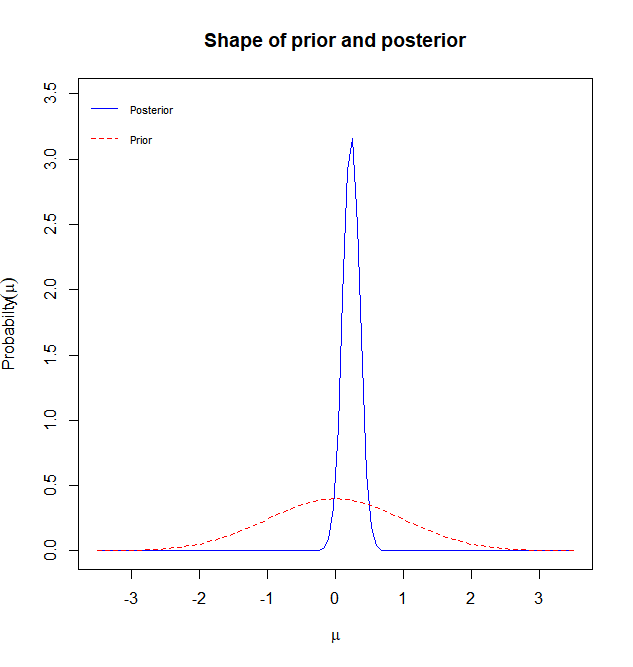 Shape of prior and posterior
Posterior
Prior
3.5
3.0
2.5
2.0
1.5
1.0
0.5
0.0
Probabilty(μ)
-3 -2 -1 0 1 2 3
μ